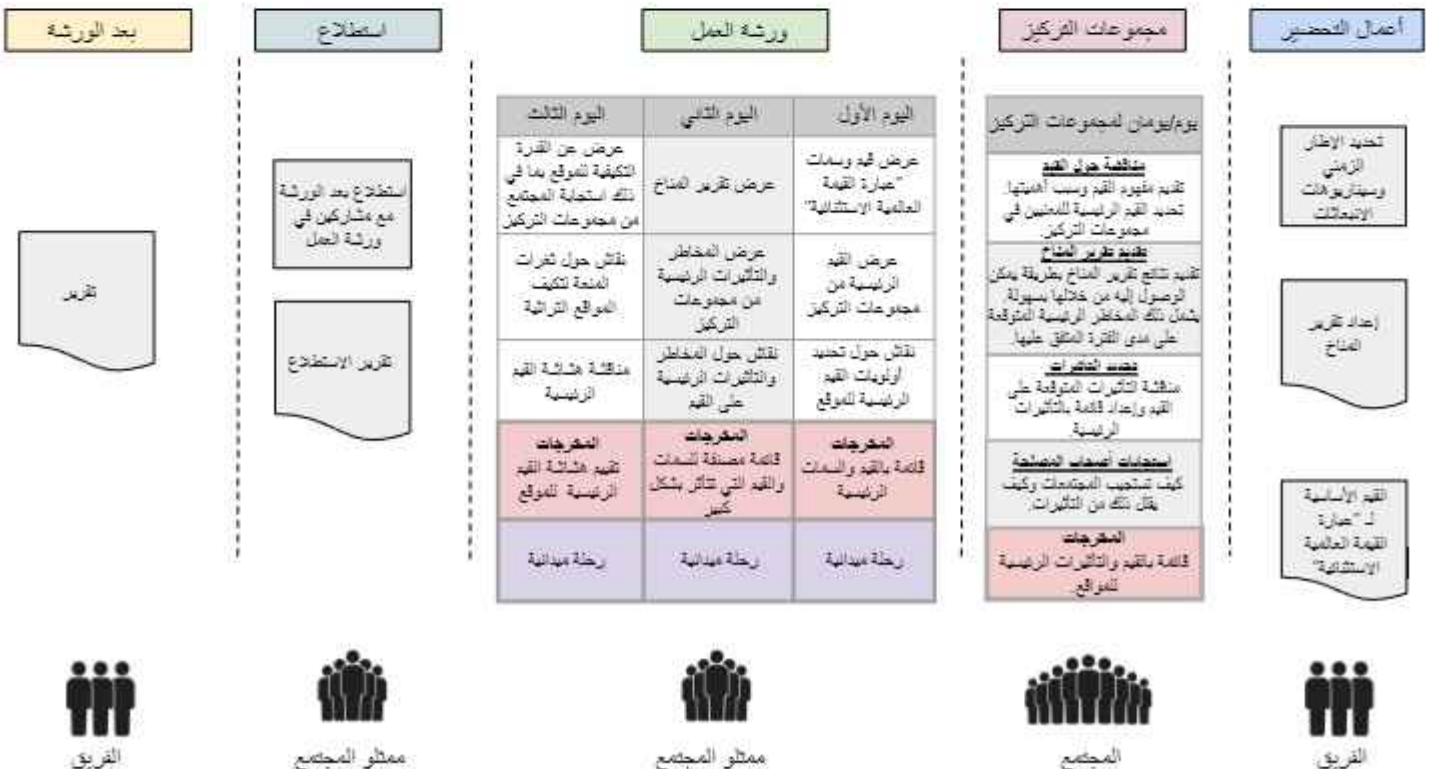 أعمال التحضير
مجموعات التركيز
ورشة العمل
استطلاع
بعد الورشة
تحديد الإطار
الزمني
وسيناريوهات
الانبعاثات
إعداد تقرير
المناخ
القيم الأساسية
لـ "عبارة
القيمة العالمية
الاستثنائية"
يوم/يومان لمجموعات التركيز
مناقشة حول القيم
تقديم مفهوم القيم وسبب أهميتها.
تحديد القيم الرئيسية للمعنيين في
مجموعات التركيز.
تقديم تقرير المناخ
تقديم نتائج تقرير المناخ بطريقة يمكن
الوصول إليه من خلالها بسهولة
يشمل ذلك المخاطر الرئيسية المتوقعة
على مدى الفترة المتفق عليها.
تحديد التأثيرات
مناقشة التأثيرات المتوقعة على
القيم وإعداد قائمة بالتأثيرات
الرئيسية.
استجابات أصحاب المصلحة
كيف تستجيب المجتمعات وكيف
يقلل ذلك من التأثيرات.
المخرجات
قائمة بالقيم والتأثيرات الرئيسية
للمواقع.
اليوم الأول
اليوم الثاني
اليوم الثالث
عرض قيم وسمات
"عبارة القيمة
العالمية الاستثنائية"
عرض تقرير المناخ
عرض عن القدرة
التكيفية للموقع بما في
ذلك استجابة المجتمع
من مجموعات التركيز
عرض القيم
الرئيسية من
مجموعات التركيز
عرض المخاطر
والتأثيرات الرئيسية
من مجموعات
التركيز
نقاش حول ثغرات
المنعة لتكيف
المواقع التراثية
نقاش حول تحديد
أولويات القيم
الرئيسية للموقع
نقاش حول المخاطر
والتأثيرات الرئيسية
على القيم
مناقشة هشاشة القيم
الرئيسية
المخرجات
قائمة بالقيم والسمات
الرئيسية
المخرجات
قائمة مصنفة للسمات
والقيم التي تتأثر بشكل
كبير
المخرجات
تقييم هشاشة القيم
الرئيسية للموقع
رحلة ميدانية
رحلة ميدانية
رحلة ميدانية
استطلاع بعد الورشة
مع مشاركين في
ورشة العمل
تقرير الاستطلاع
تقرير
الفريق
المجتمع
ممثلو المجتمع
ممثلو المجتمع
الفريق